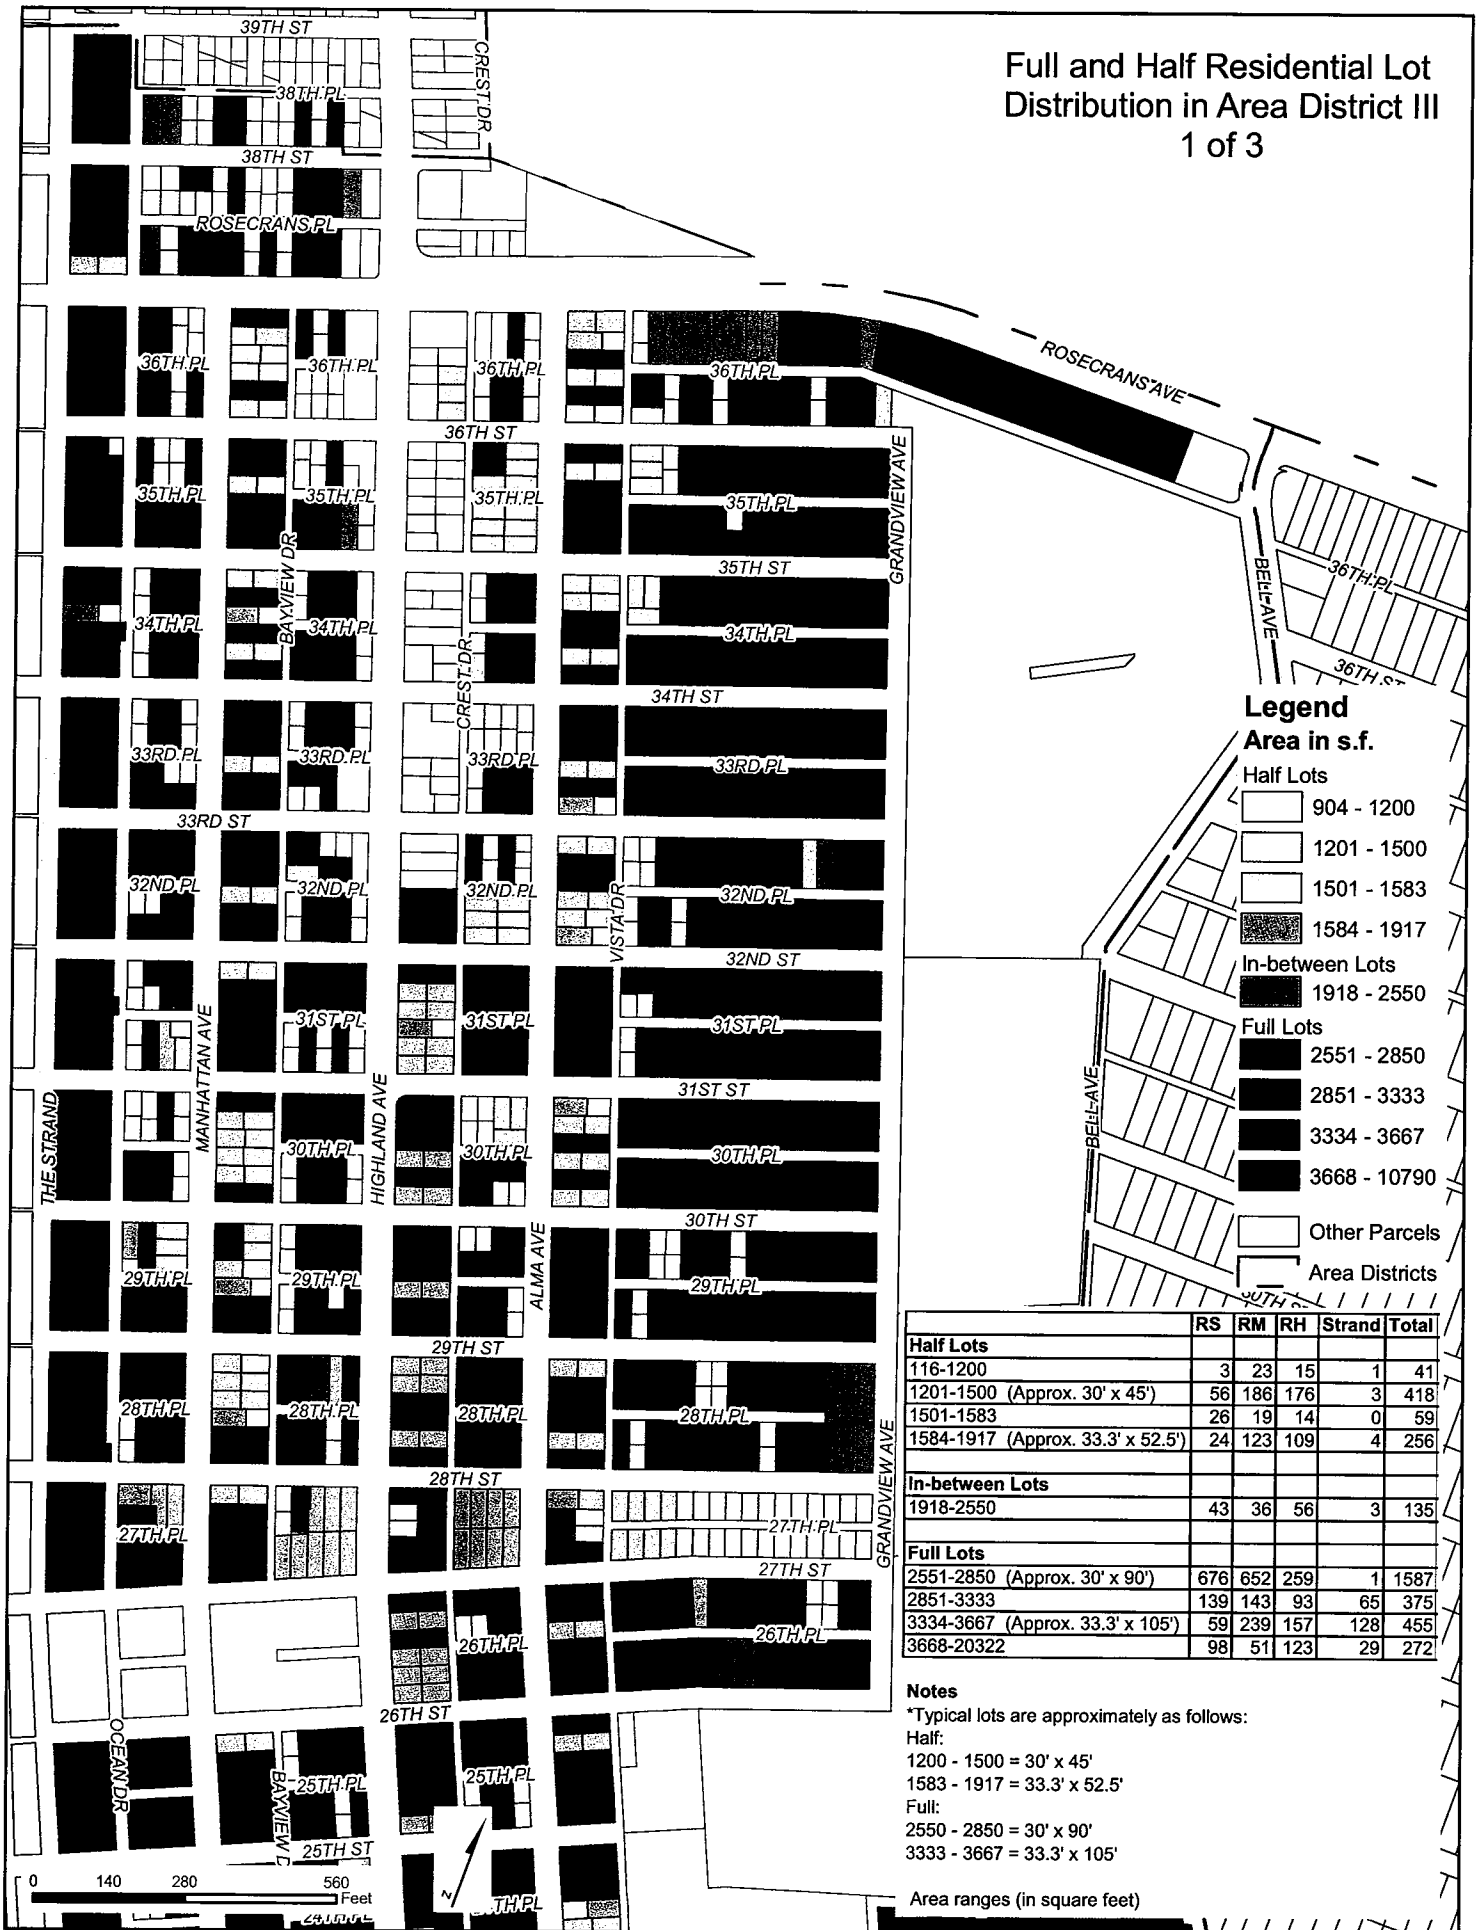 Full and Half Residential Lot
Distribution in Area District III
1 of 3
39TH ST
CREST DR
38TH PL
38TH ST
ROSECRANS PL
ROSECRANS AVE
36TH PL
36TH PL
36TH PL
36TH PL
36TH ST
35TH PL
35TH PL
35TH PL
35TH PL
GRANDVIEW AVE
BAYVIEW DR
35TH ST
BELL AVE
36TH PL
36TH ST
34TH PL
34TH PL
34TH PL
CREST DR
34TH ST
33RD PL
33RD PL
33RD PL
33RD PL
33RD ST
32ND PL
32ND PL
32ND PL
32ND PL
VISTA DR
32ND ST
MANHATTAN AVE
31ST PL
31ST PL
31ST PL
31ST ST
THE STRAND
HIGHLAND AVE
30TH PL
30TH PL
30TH PL
BELL AVE
30TH ST
ALMA AVE
29TH PL
29TH PL
29TH PL
29TH ST
28TH PL
28TH PL
28TH PL
28TH PL
GRANDVIEW AVE
28TH ST
27TH PL
27TH PL
27TH ST
26TH PL
26TH PL
26TH ST
OCEAN DR
BAYVIEW D
25TH PL
25TH PL
25TH ST
24TH PL
TH PL
Legend
Area in s.f.
Half Lots
904 - 1200
1201 - 1500
1501 - 1583
1584 - 1917
In-between Lots
1918 - 2550
Full Lots
2551 - 2850
2851 - 3333
3334 - 3667
3668 - 10790
Other Parcels
Area Districts
30TH S
RS RM RH Strand Total
Half Lots
116-1200 3 23 15 1 41
1201-1500 (Approx. 30' x 45') 56 186 176 3 418
1501-1583 26 19 14 0 59
1584-1917 (Approx. 33.3' x 52.5') 24 123 109 4 256
In-between Lots
1918-2550 43 36 56 3 135
Full Lots
2551-2850 (Approx. 30' x 90') 676 652 259 1 1587
2851-3333 139 143 93 65 375
3334-3667 (Approx. 33.3' x 105') 59 239 157 128 455
3668-20322 98 51 123 29 272
Notes
*Typical lots are approximately as follows:
Half:
1200 - 1500 = 30' x 45'
1583 - 1917 = 33.3' x 52.5'
Full:
2550 - 2850 = 30' x 90'
3333 - 3667 = 33.3' x 105'
Area ranges (in square feet)
0 140 280 560
Feet
N